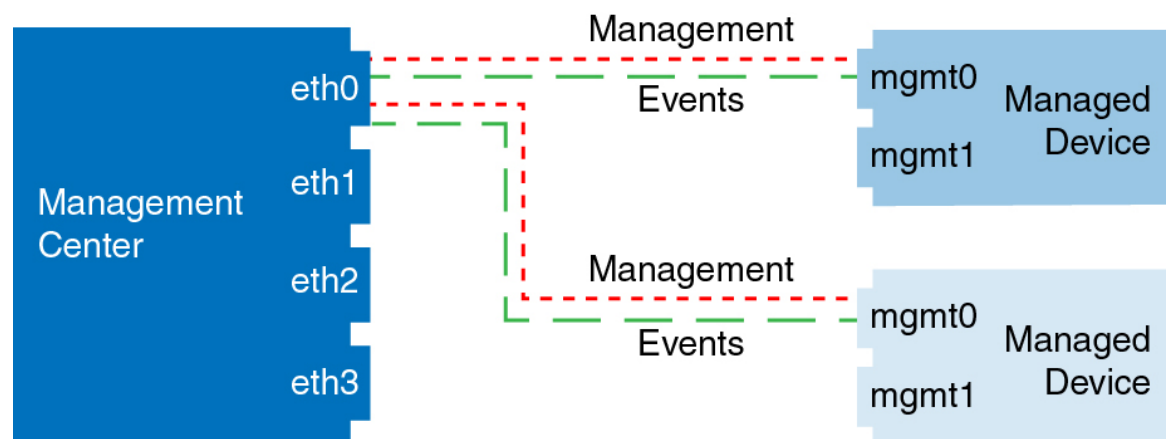 Management
Center
eth0
eth1
eth2
eth3
Management
Events
mgmt0
mgmt1
Managed
Device
Management
Events
mgmt0
mgmt1
Managed
Device